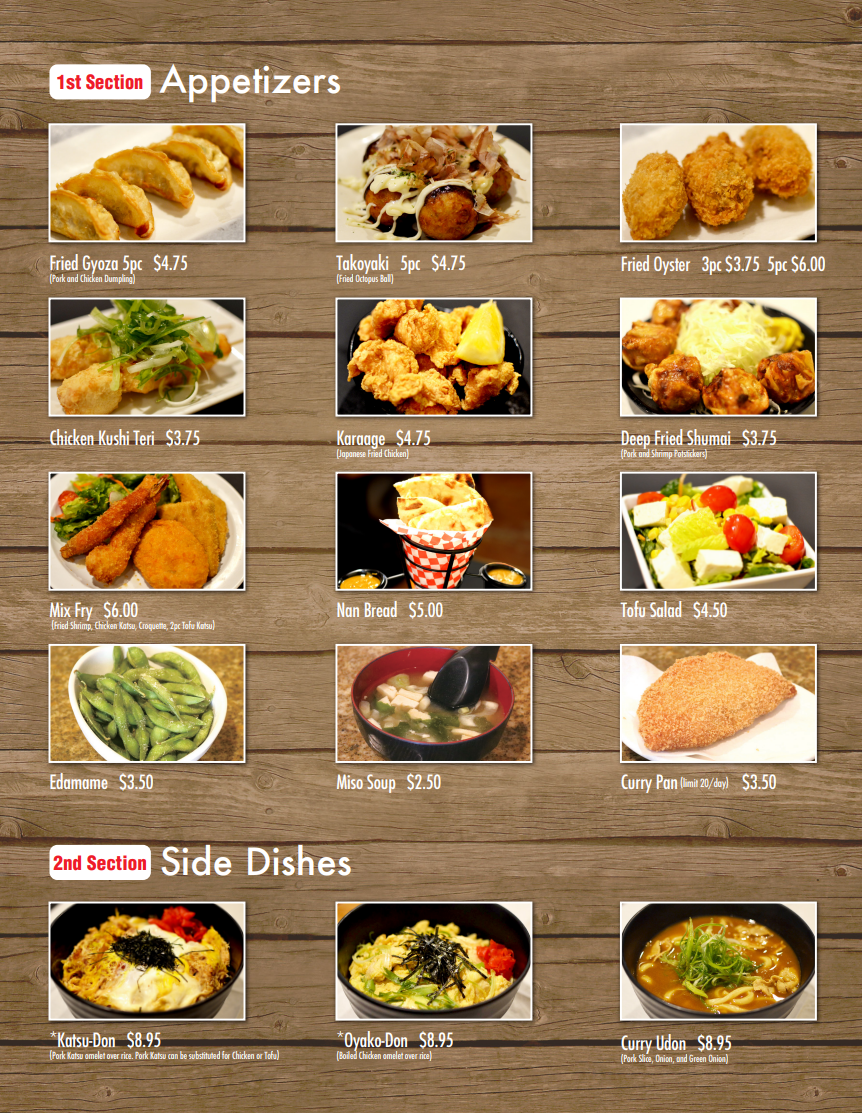 1st Section Appetizers
Fried Gyoza 5pc $4.75
(Pork and Chicken Dumpling)
Takoyaki 5pc $4.75
(Fried Octopus Ball)
Fried Oyster 3pc $3.75 5pc $6.00
Chicken Kushi Teri $3.75
Karaage $4.75
(Japanese Fried Chicken)
Deep Fried Shumai $3.75
(Pork and Shrimp Potstickers)
Mix Fry $6.00
(Fried Shrimp, Chicken Katsu, Croquette, 2pc Tofu Katsu)
Nan Bread $5.00
Tofu Salad $4.50
Edamame $3.50
Miso Soup $2.50
Curry Pan (limit 20/day) $3.50
2nd Section Side Dishes
*Katsu-Don $8.95
(Pork Katsu omelet over rice. Pork Katsu can be substituted for Chicken or Tofu)
*Oyako-Don $8.95
(Boiled Chicken omelet over rice)
Curry Udon $8.95
(Pork Slice, Onion, and Green Onion)